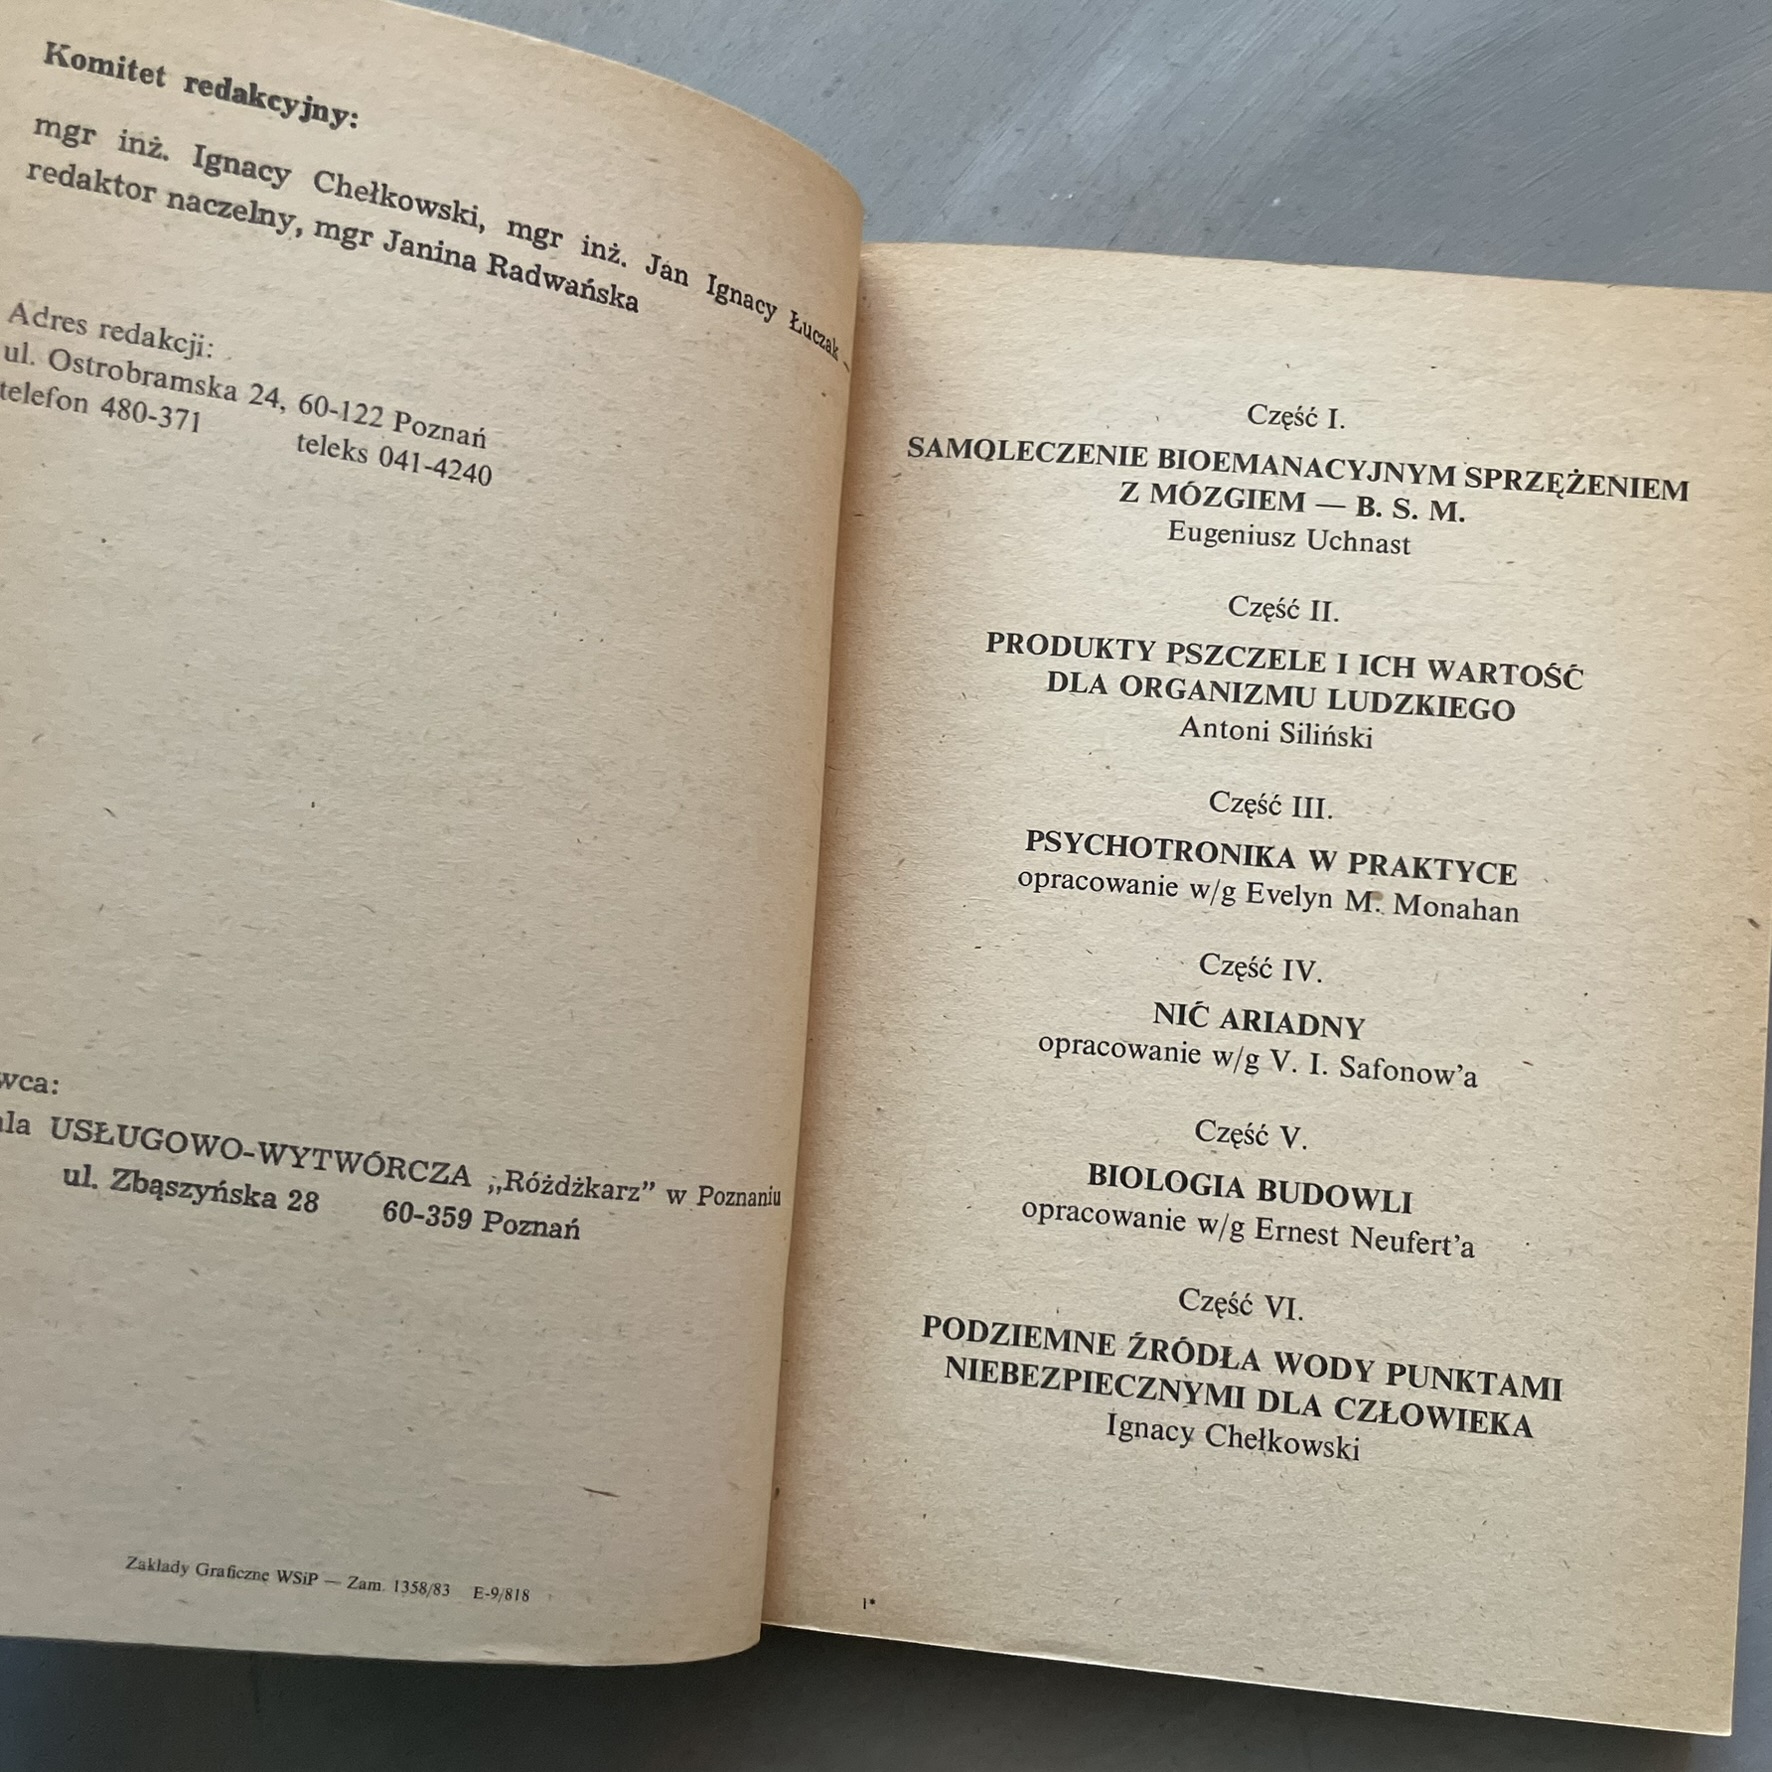 Komitet redakcyjny:
mgr inż. Ignacy Chełkowski, mgr inż. Jan Ignacy Łuczak –
redaktor naczelny, mgr Janina Radwańska
Adres redakcji:
ul. Ostrobramska 24, 60-122 Poznań
telefon 480-371 teleks 041-4240
USŁUGOWO-WYTWÓRCZA „Różdżkarz” w Poznaniu
ul. Zbąszyńska 28 60-359 Poznań
Zakłady Graficzne WSiP — Zam. 1358/83 E-9/818
Część I.
SAMOLECZENIE BIOEMANACYJNYM SPRZĘŻENIEM
Z MÓZGIEM — B. S. M.
Eugeniusz Uchnast
Część II.
PRODUKTY PSZCZELE I ICH WARTOŚĆ
DLA ORGANIZMU LUDZKIEGO
Antoni Siliński
Część III.
PSYCHOTRONIKA W PRAKTYCE
opracowanie w/g Evelyn M. Monahan
Część IV.
NIĆ ARIADNY
opracowanie w/g V. I. Safonow’a
Część V.
BIOLOGIA BUDOWLI
opracowanie w/g Ernest Neufert’a
Część VI.
PODZIEMNE ŹRÓDŁA WODY PUNKTAMI
NIEBEZPIECZNYMI DLA CZŁOWIEKA
Ignacy Chełkowski
1*